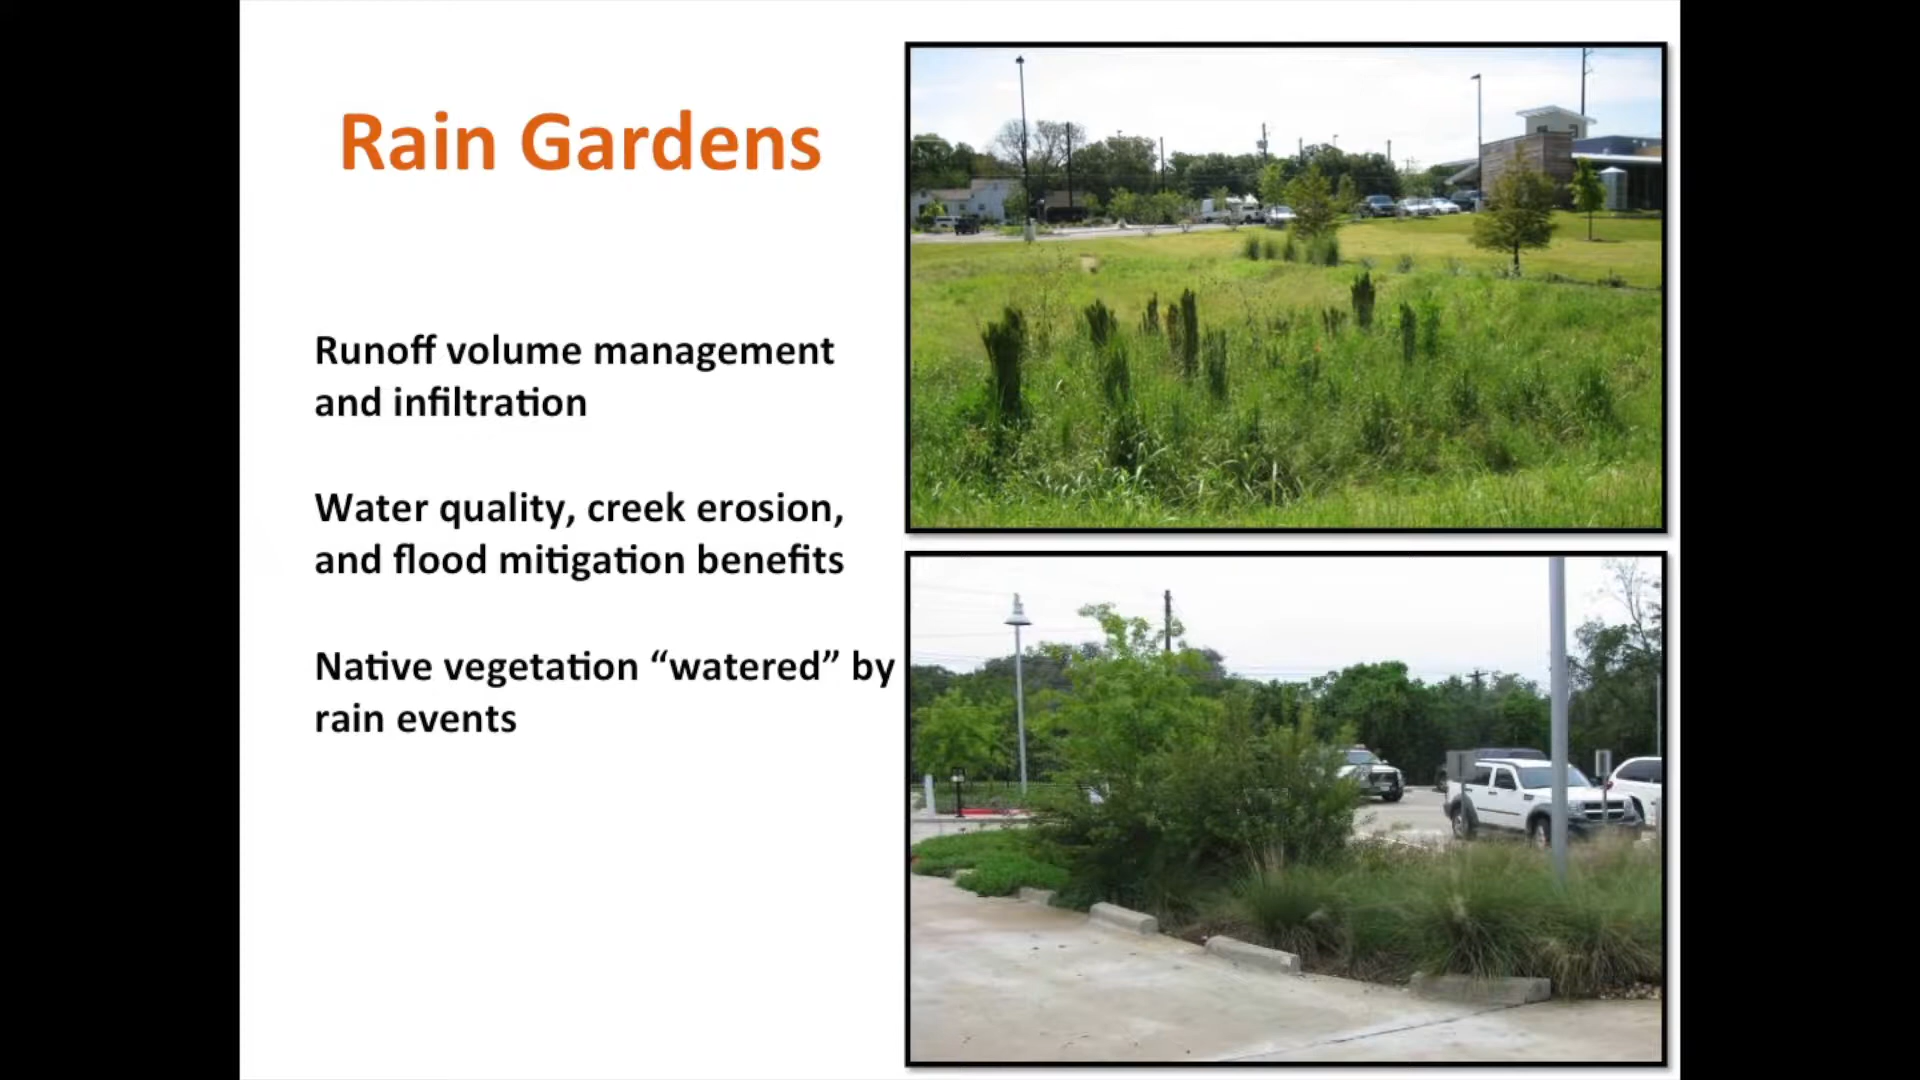 Rain Gardens
Runoff volume management
and infiltration
Water quality, creek erosion,
and flood mitigation benefits
Native vegetation “watered” by
rain events